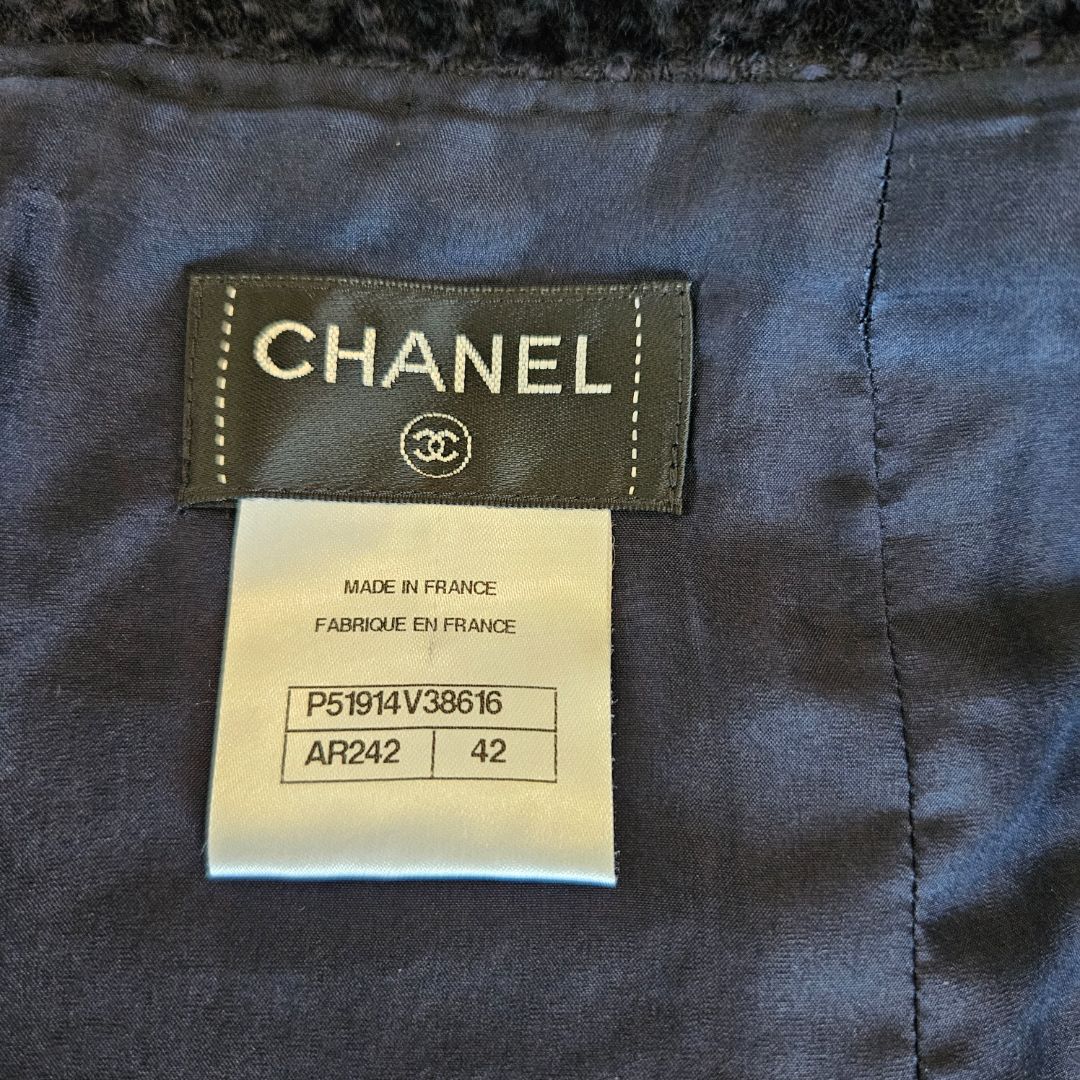 CHANEL
MADE IN FRANCE
FABRIQUE EN FRANCE
P51914V38616
AR242 42